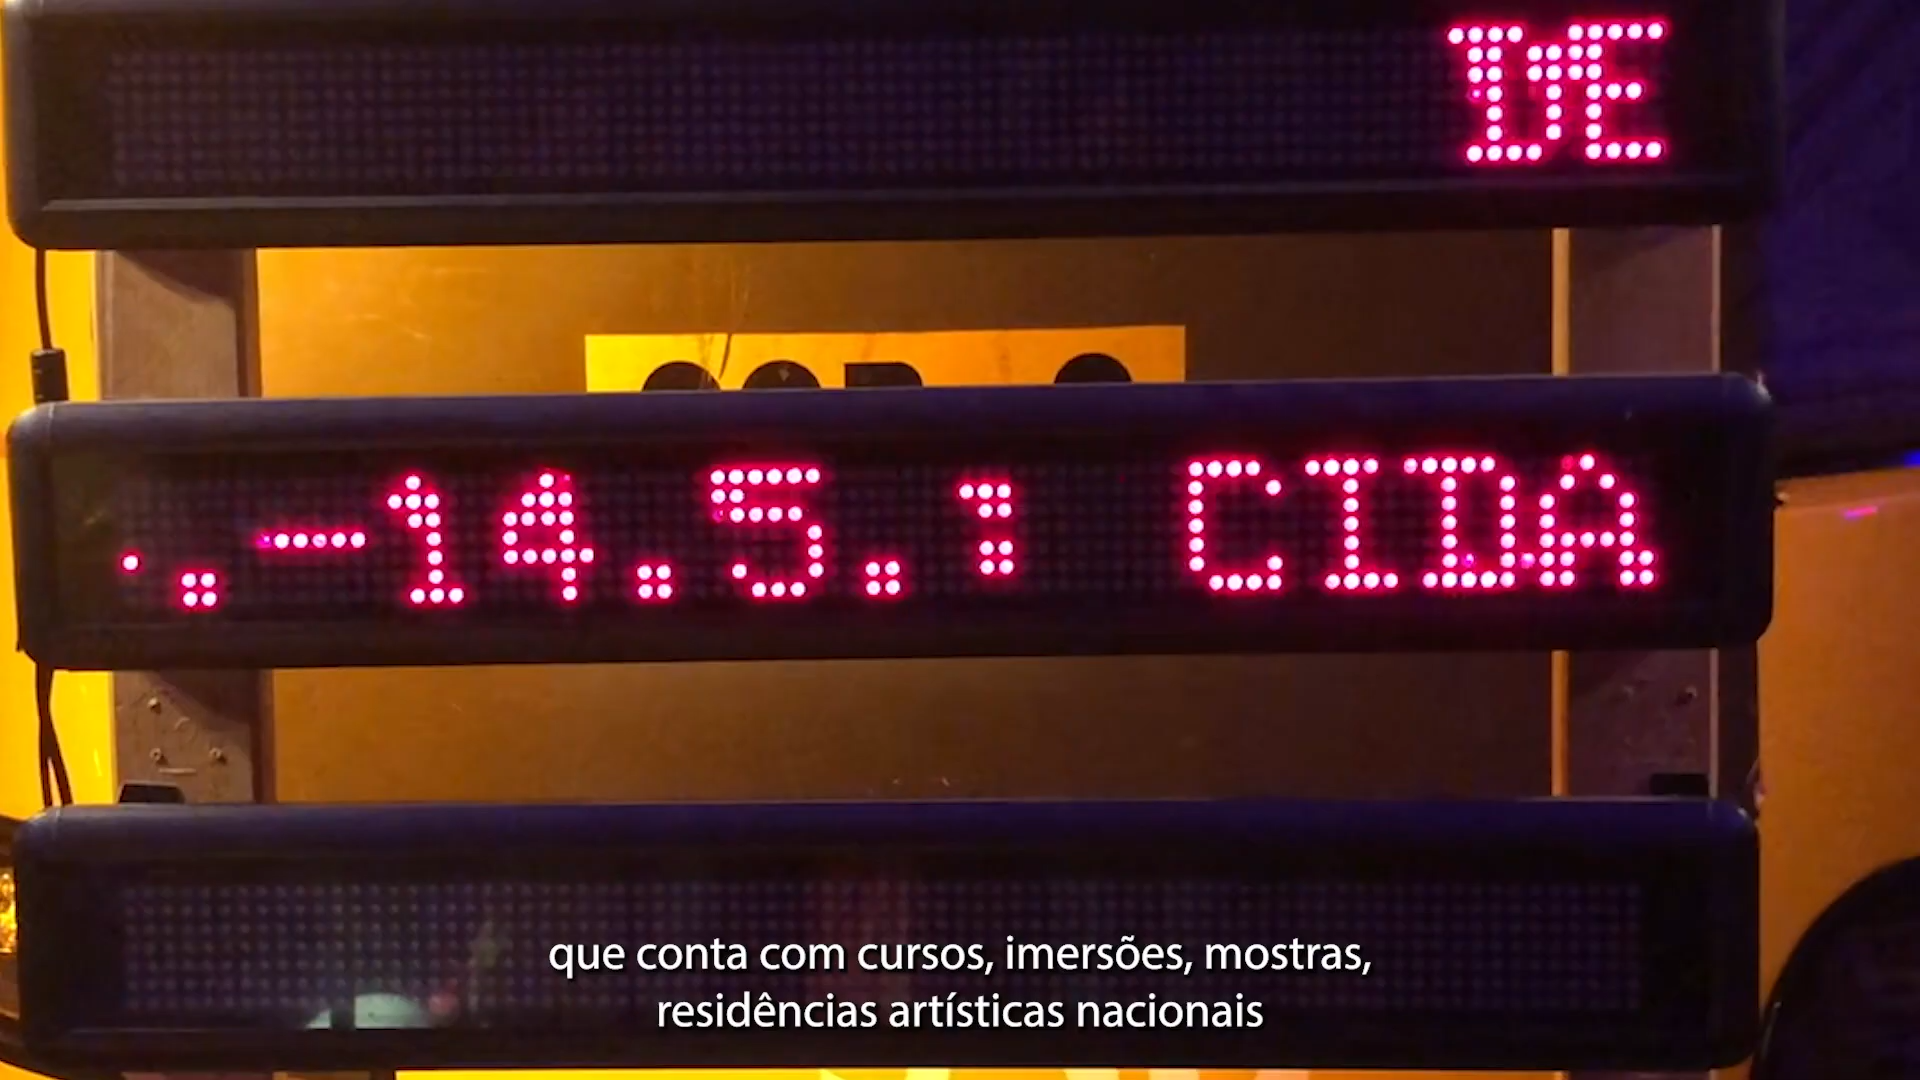 DE
.-14.5.: CIDA
que conta com cursos, imersões, mostras,
residências artísticas nacionais